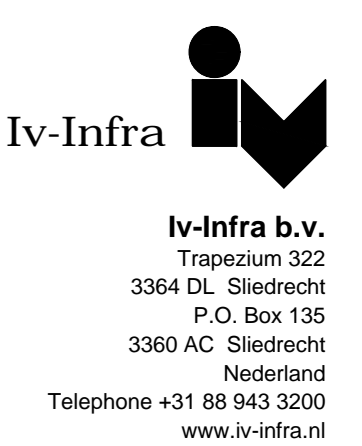 Iv-Infra
Iv-Infra b.v.
Trapezium 322
3364 DL  Sliedrecht
P.O. Box 135
3360 AC  Sliedrecht
Nederland
Telephone +31 88 943 3200
www.iv-infra.nl